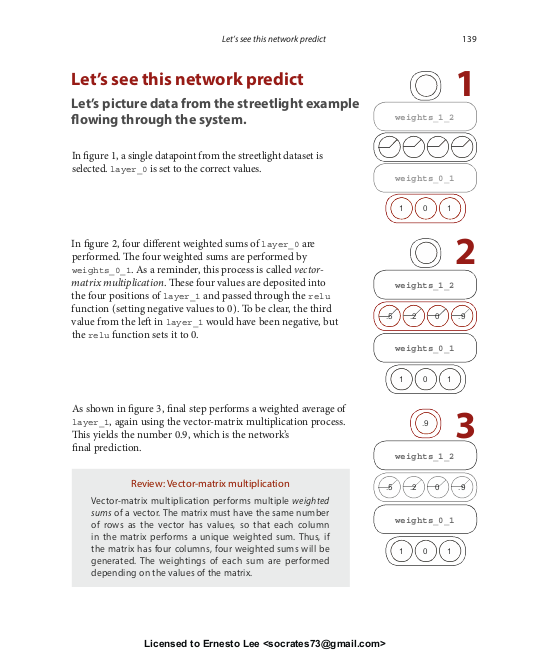 Let's see this network predict
139
Let's see this network predict
Let's picture data from the streetlight example
flowing through the system.
In figure 1, a single datapoint from the streetlight dataset is
selected. layer_0 is set to the correct values.
1
weights_1_2
weights_0_1
1 0 1
In figure 2, four different weighted sums of layer_0 are
performed. The four weighted sums are performed by
weights_0_1. As a reminder, this process is called vector-
matrix multiplication. These four values are deposited into
the four positions of layer_1 and passed through the relu
function (setting negative values to 0). To be clear, the third
value from the left in layer_1 would have been negative, but
the relu function sets it to 0.
2
weights_1_2
.5 .2 0 .9
weights_0_1
1 0 1
As shown in figure 3, final step performs a weighted average of
layer_1, again using the vector-matrix multiplication process.
This yields the number 0.9, which is the network's
final prediction.
3
.9
weights_1_2
.5 .2 0 .9
weights_0_1
1 0 1
Review: Vector-matrix multiplication
Vector-matrix multiplication performs multiple weighted
sums of a vector. The matrix must have the same number
of rows as the vector has values, so that each column
in the matrix performs a unique weighted sum. Thus, if
the matrix has four columns, four weighted sums will be
generated. The weightings of each sum are performed
depending on the values of the matrix.
Licensed to Ernesto Lee <socrates73@gmail.com>